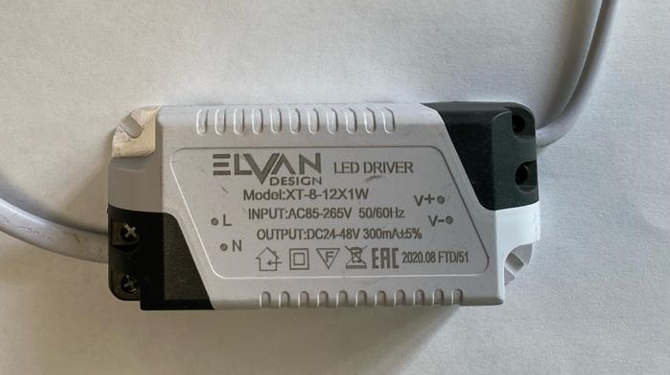 ELVAN DESIGN LED DRIVER
Model:XT-8-12X1W
INPUT:AC85-265V 50/60Hz
OUTPUT:DC24-48V 300mA±5%
L
N
V+
V-
F
EAC 2020.08 FTD/51